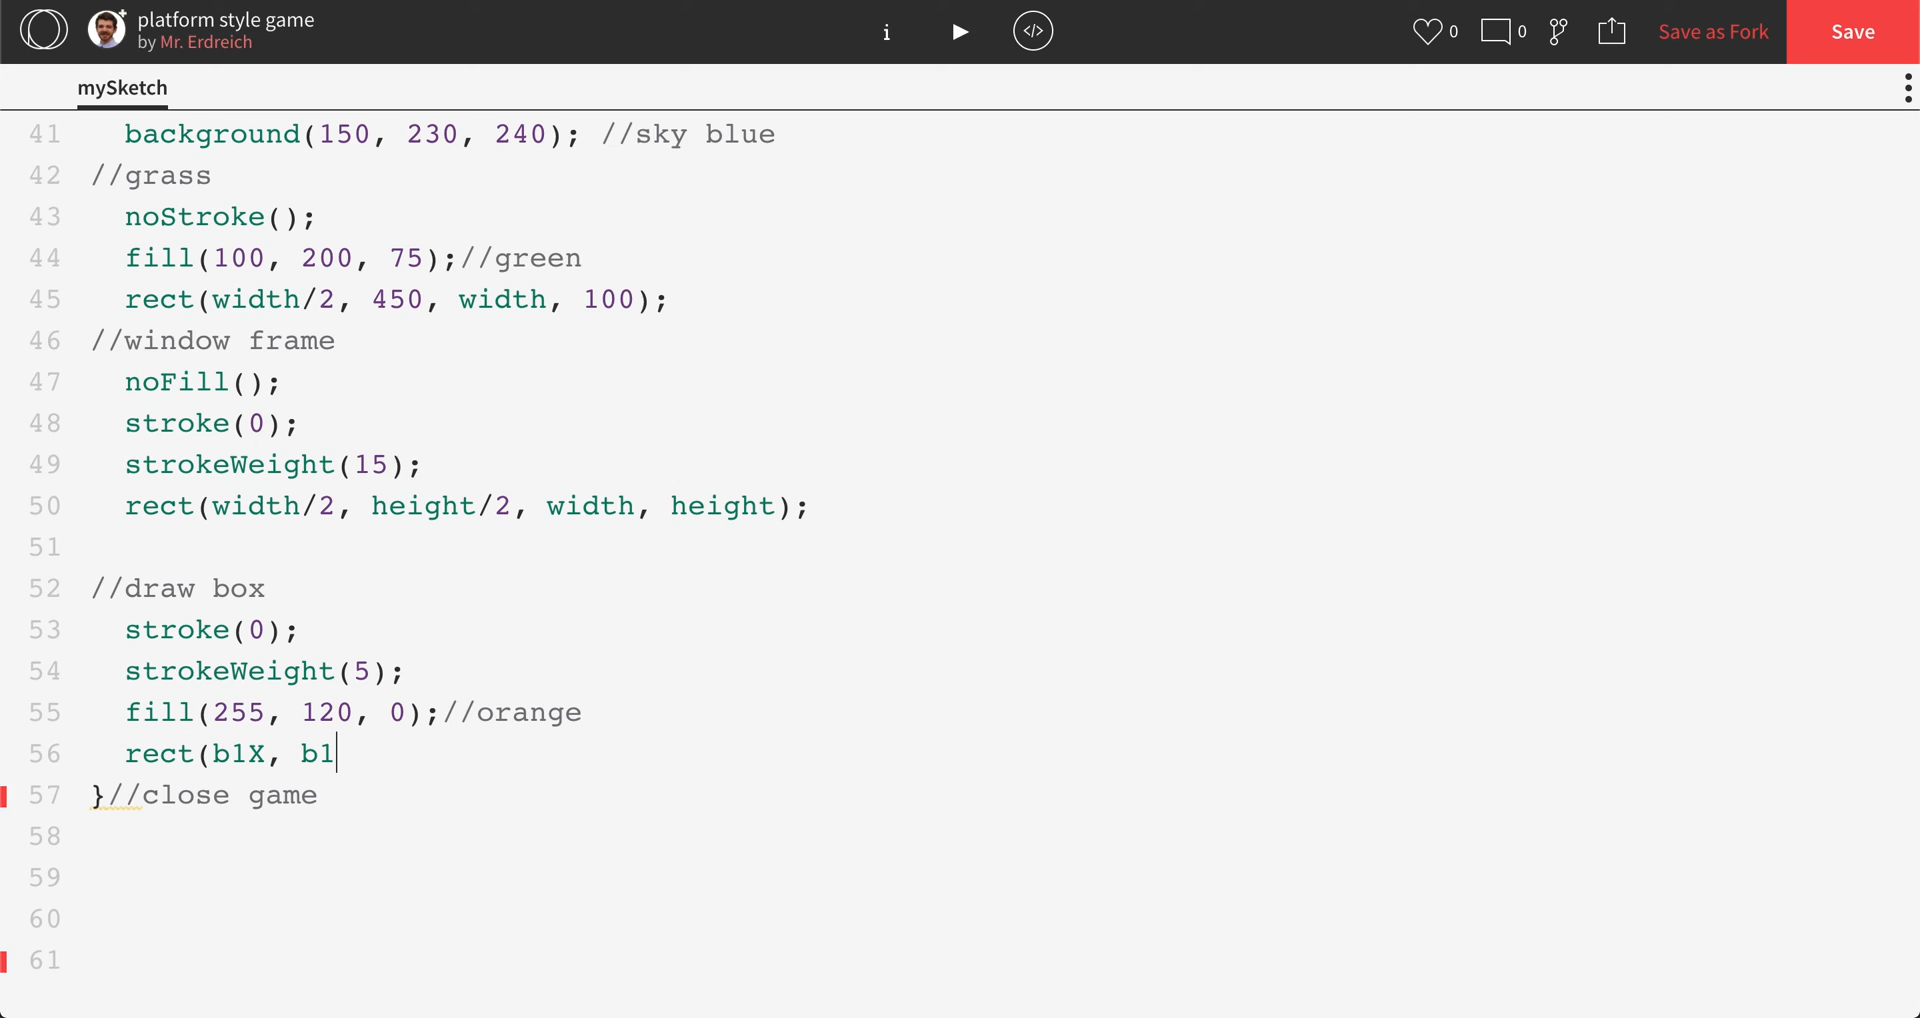 platform style game
by Mr. Erdreich
i
</>
0
0
Save as Fork
Save
mySketch
41 background(150, 230, 240); //sky blue
42 //grass
43 noStroke();
44 fill(100, 200, 75);//green
45 rect(width/2, 450, width, 100);
46 //window frame
47 noFill();
48 stroke(0);
49 strokeWeight(15);
50 rect(width/2, height/2, width, height);
51
52 //draw box
53 stroke(0);
54 strokeWeight(5);
55 fill(255, 120, 0);//orange
56 rect(b1X, b1
57 }//close game
58
59
60
61